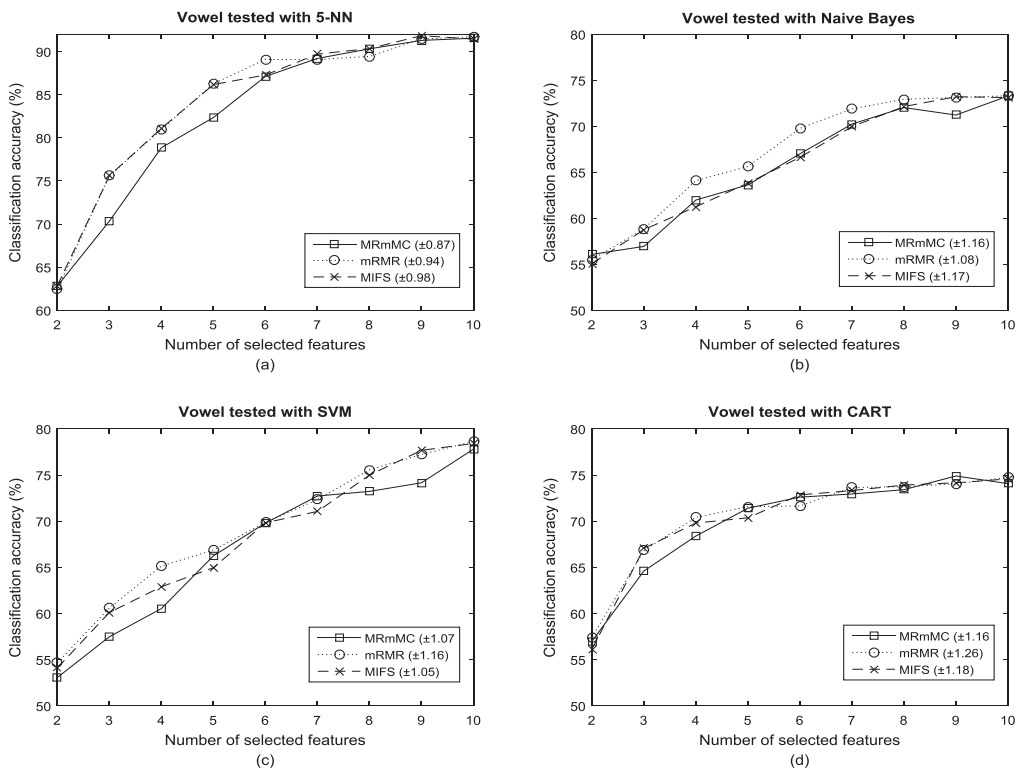 Vowel tested with 5-NN
Classification accuracy (%)
90
85
80
75
70
65
60
MRmMC (±0.87)
mRMR (±0.94)
MIFS (±0.98)
2 3 4 5 6 7 8 9 10
Number of selected features
(a)
Vowel tested with Naive Bayes
Classification accuracy (%)
80
75
70
65
60
55
50
MRmMC (±1.16)
mRMR (±1.08)
MIFS (±1.17)
2 3 4 5 6 7 8 9 10
Number of selected features
(b)
Vowel tested with SVM
Classification accuracy (%)
80
75
70
65
60
55
50
MRmMC (±1.07
mRMR (±1.16)
MIFS (±1.05)
2 3 4 5 6 7 8 9 10
Number of selected features
(c)
Vowel tested with CART
Classification accuracy (%)
80
75
70
65
60
55
50
MRmMC (±1.16
mRMR (±1.26)
MIFS (±1.18)
2 3 4 5 6 7 8 9 10
Number of selected features
(d)